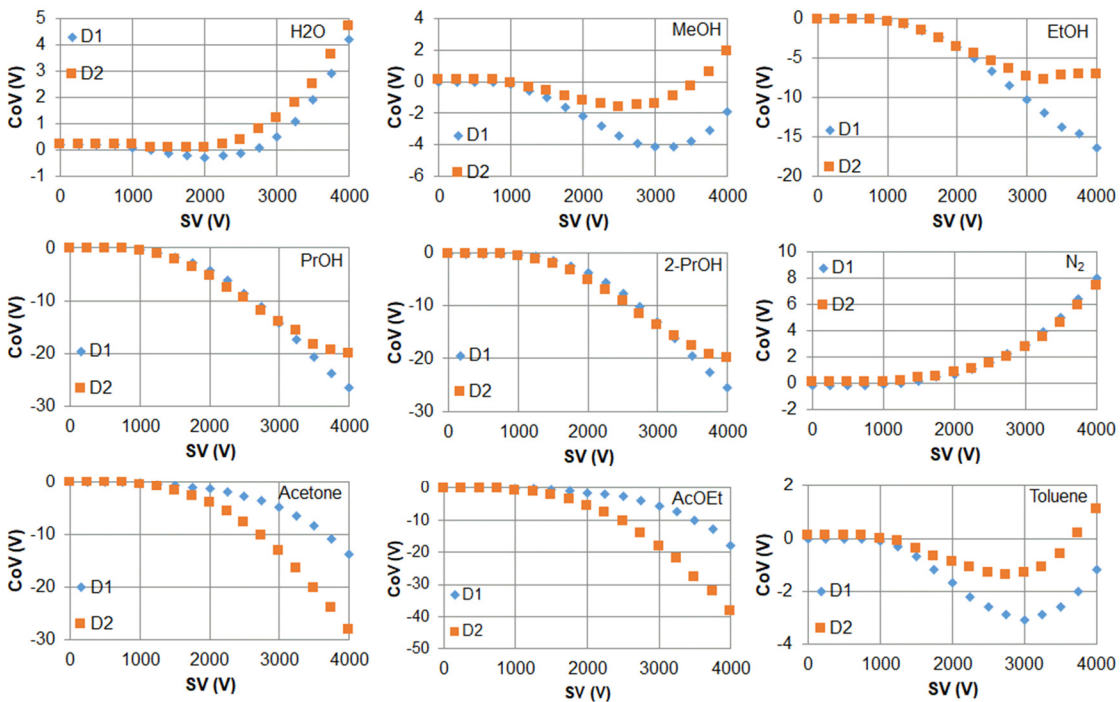 H2O
D1
D2
CoV (V)
5
4
3
2
1
0
-1
0 1000 2000 3000 4000
SV (V)
MeOH
D1
D2
CoV (V)
4
2
0
-2
-4
-6
0 1000 2000 3000 4000
SV (V)
EtOH
D1
D2
CoV (V)
0
-5
-10
-15
-20
0 1000 2000 3000 4000
SV (V)
PrOH
D1
D2
CoV (V)
0
-10
-20
-30
0 1000 2000 3000 4000
SV (V)
2-PrOH
D1
D2
CoV (V)
0
-10
-20
-30
0 1000 2000 3000 4000
SV (V)
N₂
D1
D2
CoV (V)
10
8
6
4
2
0
-2
0 1000 2000 3000 4000
SV (V)
Acetone
D1
D2
CoV (V)
0
-10
-20
-30
0 1000 2000 3000 4000
SV (V)
AcOEt
D1
D2
CoV (V)
0
-10
-20
-30
-40
-50
0 1000 2000 3000 4000
SV (V)
Toluene
D1
D2
CoV (V)
2
0
-2
-4
0 1000 2000 3000 4000
SV (V)